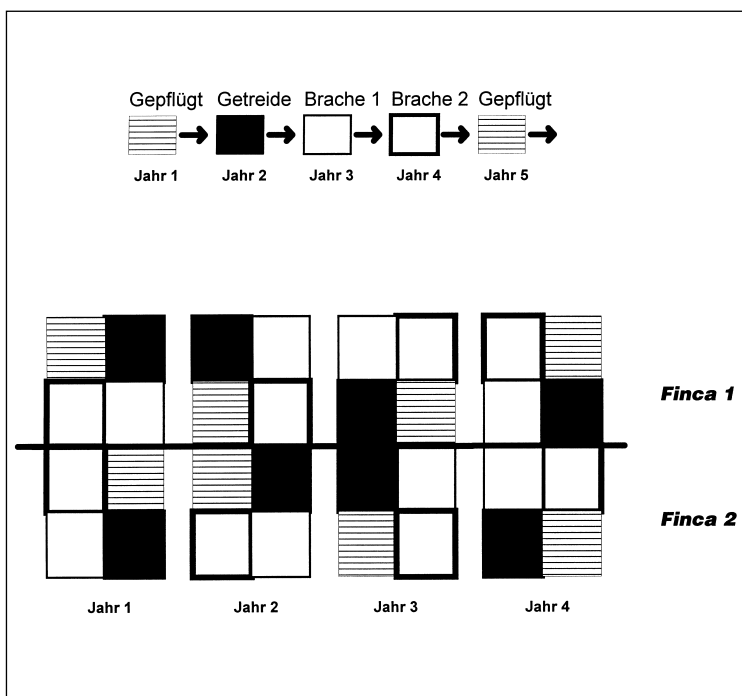 Gepflügt Getreide Brache 1 Brache 2 Gepflügt
Jahr 1 Jahr 2 Jahr 3 Jahr 4 Jahr 5
Finca 1
Finca 2
Jahr 1 Jahr 2 Jahr 3 Jahr 4